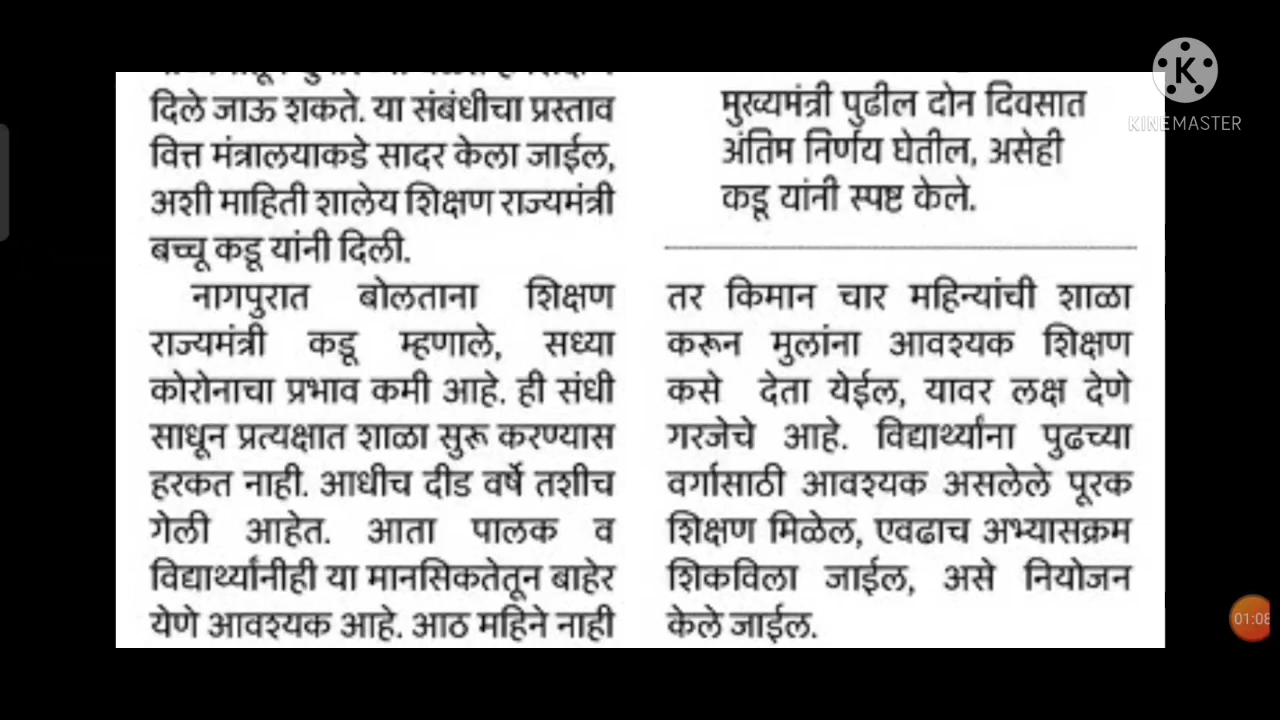 दिले जाऊ शकते. या संबंधीचा प्रस्ताव
वित्त मंत्रालयाकडे सादर केला जाईल,
अशी माहिती शालेय शिक्षण राज्यमंत्री
बच्चू कडू यांनी दिली.
नागपुरात बोलताना शिक्षण
राज्यमंत्री कडू म्हणाले, सध्या
कोरोनाचा प्रभाव कमी आहे. ही संधी
साधून प्रत्यक्षात शाळा सुरू करण्यास
हरकत नाही. आधीच दीड वर्षे तशीच
गेली आहेत. आता पालक व
विद्यार्थ्यांनीही या मानसिकतेतून बाहेर
येणे आवश्यक आहे. आठ महिने नाही
मुख्यमंत्री पुढील दोन दिवसात
अंतिम निर्णय घेतील, असेही
कडू यांनी स्पष्ट केले.
तर किमान चार महिन्यांची शाळा
करून मुलांना आवश्यक शिक्षण
कसे देता येईल, यावर लक्ष देणे
गरजेचे आहे. विद्यार्थ्यांना पुढच्या
वर्गासाठी आवश्यक असलेले पूरक
शिक्षण मिळेल, एवढाच अभ्यासक्रम
शिकविला जाईल, असे नियोजन
केले जाईल.
K
KINEMASTER
01:08